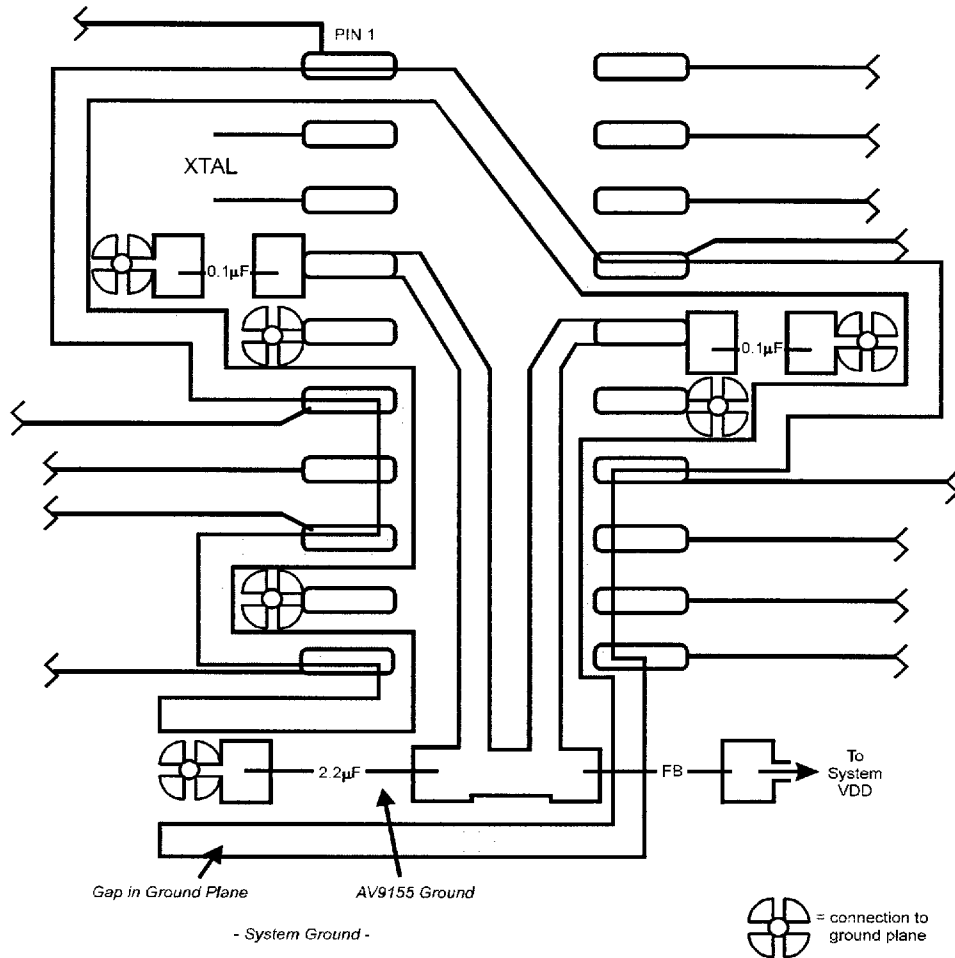 PIN 1
XTAL
0.1µF
0.1µF
2.2µF
FB
To
System
VDD
Gap in Ground Plane
AV9155 Ground
- System Ground -
= connection to
ground plane